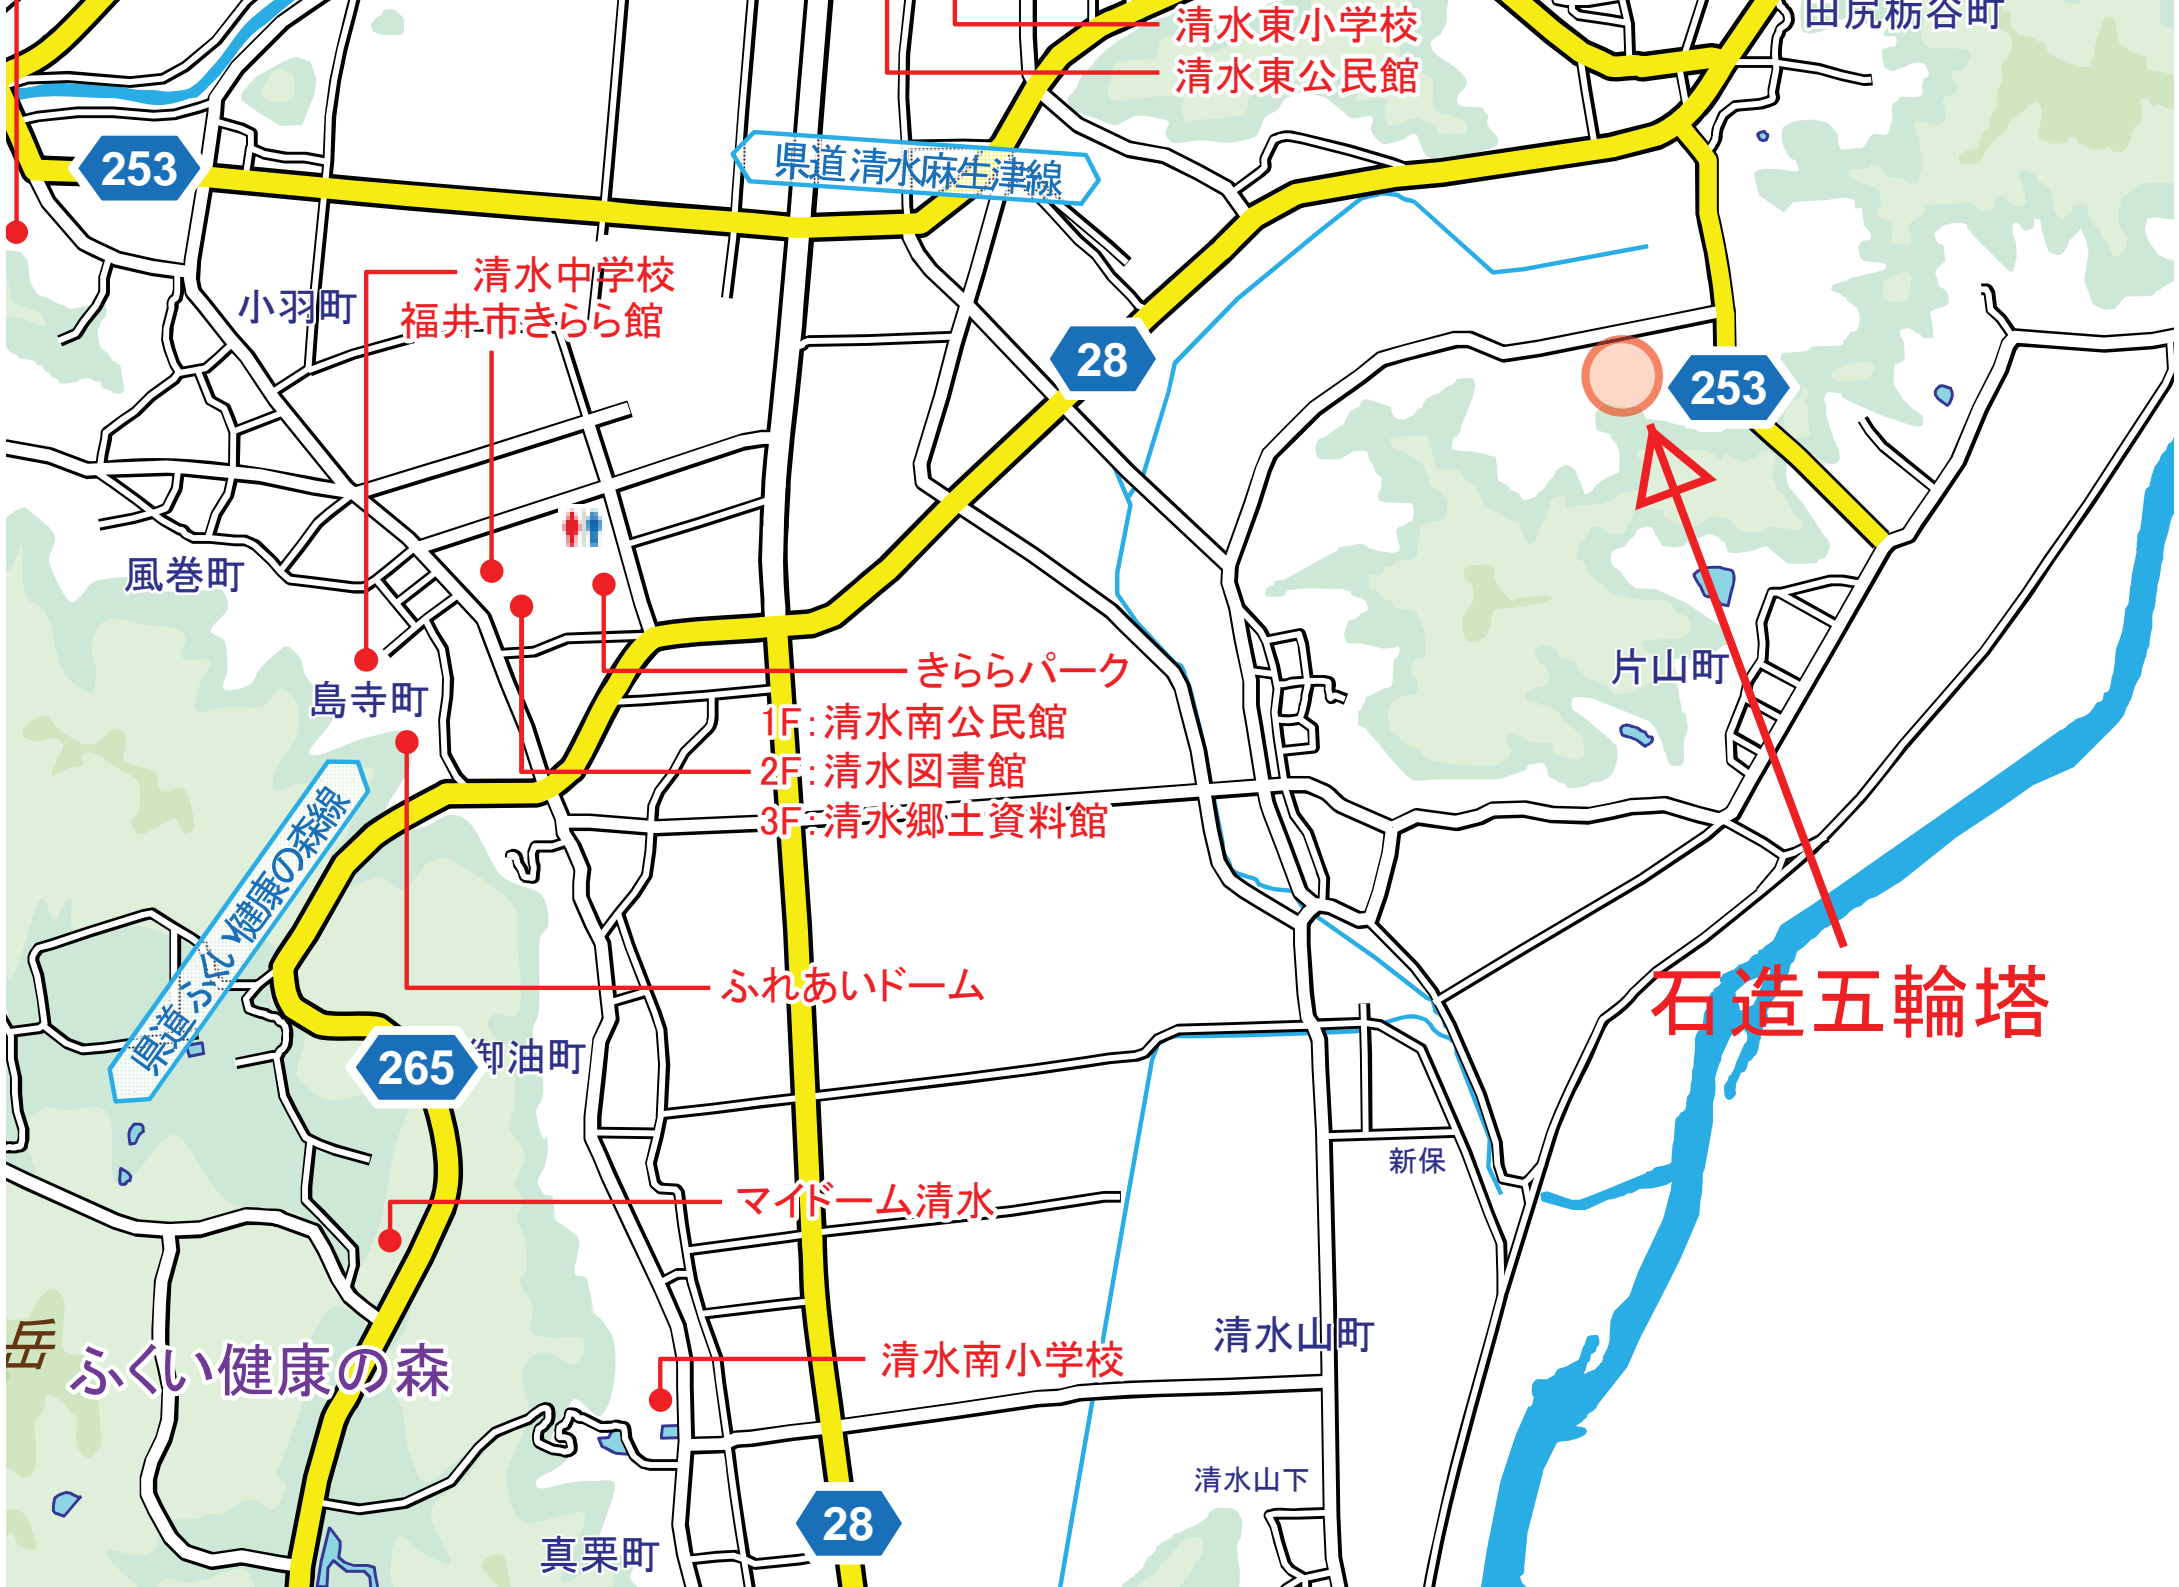 田尻栃谷町
清水東小学校
清水東公民館
253
県道清水麻生津線
清水中学校
福井市きらら館
小羽町
28
253
風巻町
片山町
きららパーク
島寺町
1F:清水南公民館
2F:清水図書館
3F:清水郷土資料館
県道ふくい健康の森線
ふれあいドーム
石造五輪塔
265
御油町
新保
マイドーム清水
岳
ふくい健康の森
清水山町
清水南小学校
清水山下
28
真栗町